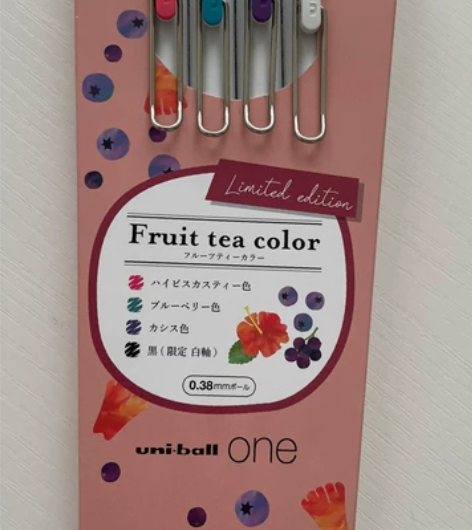 Limited edition
Fruit tea color
フルーツティーカラー
ハイビスカスティー色
ブルーベリー色
カシス色
黒(限定 白軸)
0.38mmボール
uni-ball one